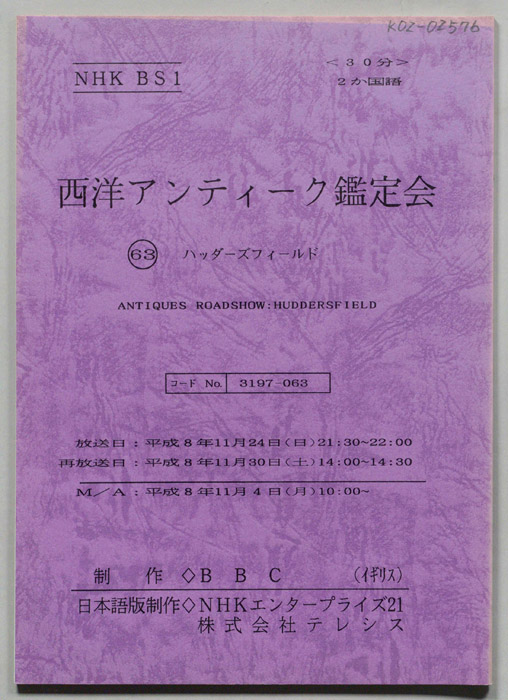 KOZ-02576
NHK BS1
＜３０分＞
２か国語
西洋アンティーク鑑定会
63 ハッダーズフィールド
ANTIQUES ROADSHOW:HUDDERSFIELD
コード No. 3197-063
放送日：平成８年11月24日(日)21:30~22:00
再放送日：平成８年11月30日(土)14:00~14:30
Ｍ／Ａ：平成８年11月４日(月)10:00~
制 作◇ＢＢＣ (ｲｷﾞﾘｽ)
日本語版制作◇ＮＨＫエンタープライズ21
株式会社テレシス